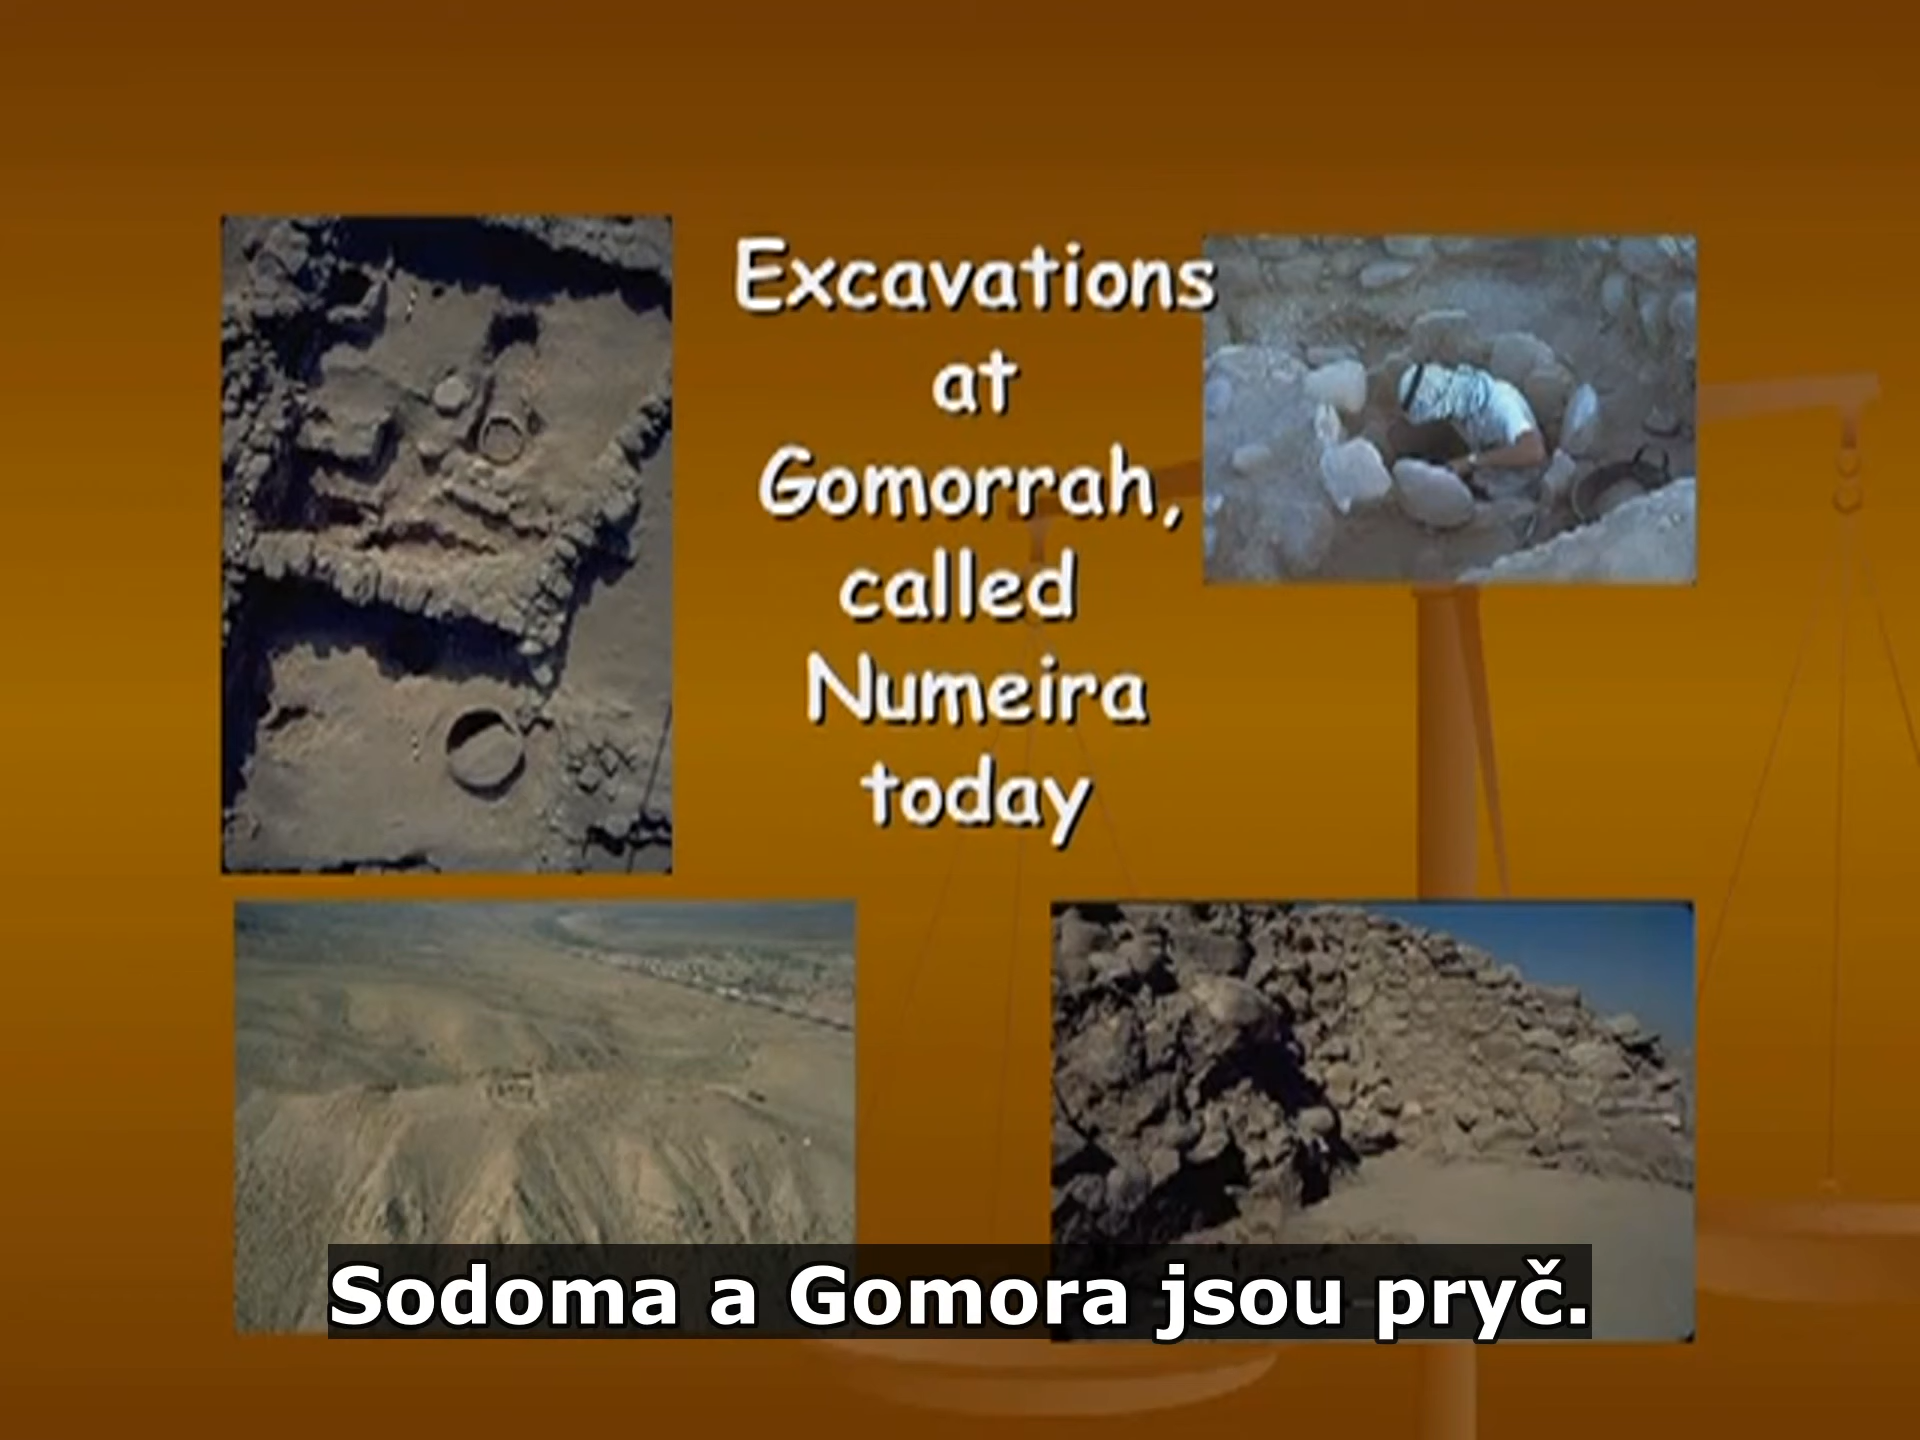 Excavations
at
Gomorrah,
called
Numeira
today
Sodoma a Gomora jsou pryč.